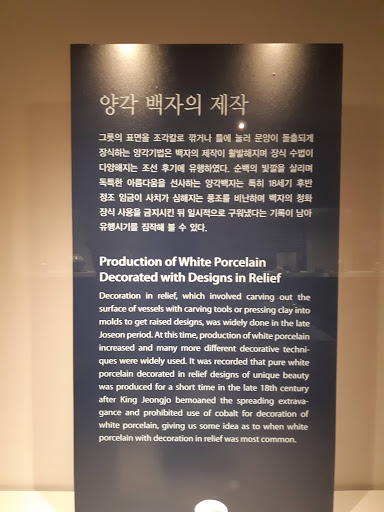 양각 백자의 제작
그릇의 표면을 조각칼로 깎거나 틀에 눌러 문양이 돌출되게
장식하는 양각기법은 백자의 제작이 활발해지며 장식 수법이
다양해지는 조선 후기에 유행하였다. 순백의 빛깔을 살리며
독특한 아름다움을 선사하는 양각백자는 특히 18세기 후반
정조 임금이 사치가 심해지는 풍조를 비난하며 백자의 청화
장식 사용을 금지시킨 뒤 일시적으로 구워냈다는 기록이 남아
유행시기를 짐작해 볼 수 있다.
Production of White Porcelain
Decorated with Designs in Relief
Decoration in relief, which involved carving out the
surface of vessels with carving tools or pressing clay into
molds to get raised designs, was widely done in the late
Joseon period. At this time, production of white porcelain
increased and many more different decorative techni-
ques were widely used. It was recorded that pure white
porcelain decorated in relief designs of unique beauty
was produced for a short time in the late 18th century
after King Jeongjo bemoaned the spreading extrava-
gance and prohibited use of cobalt for decoration of
white porcelain, giving us some idea as to when white
porcelain with decoration in relief was most common.